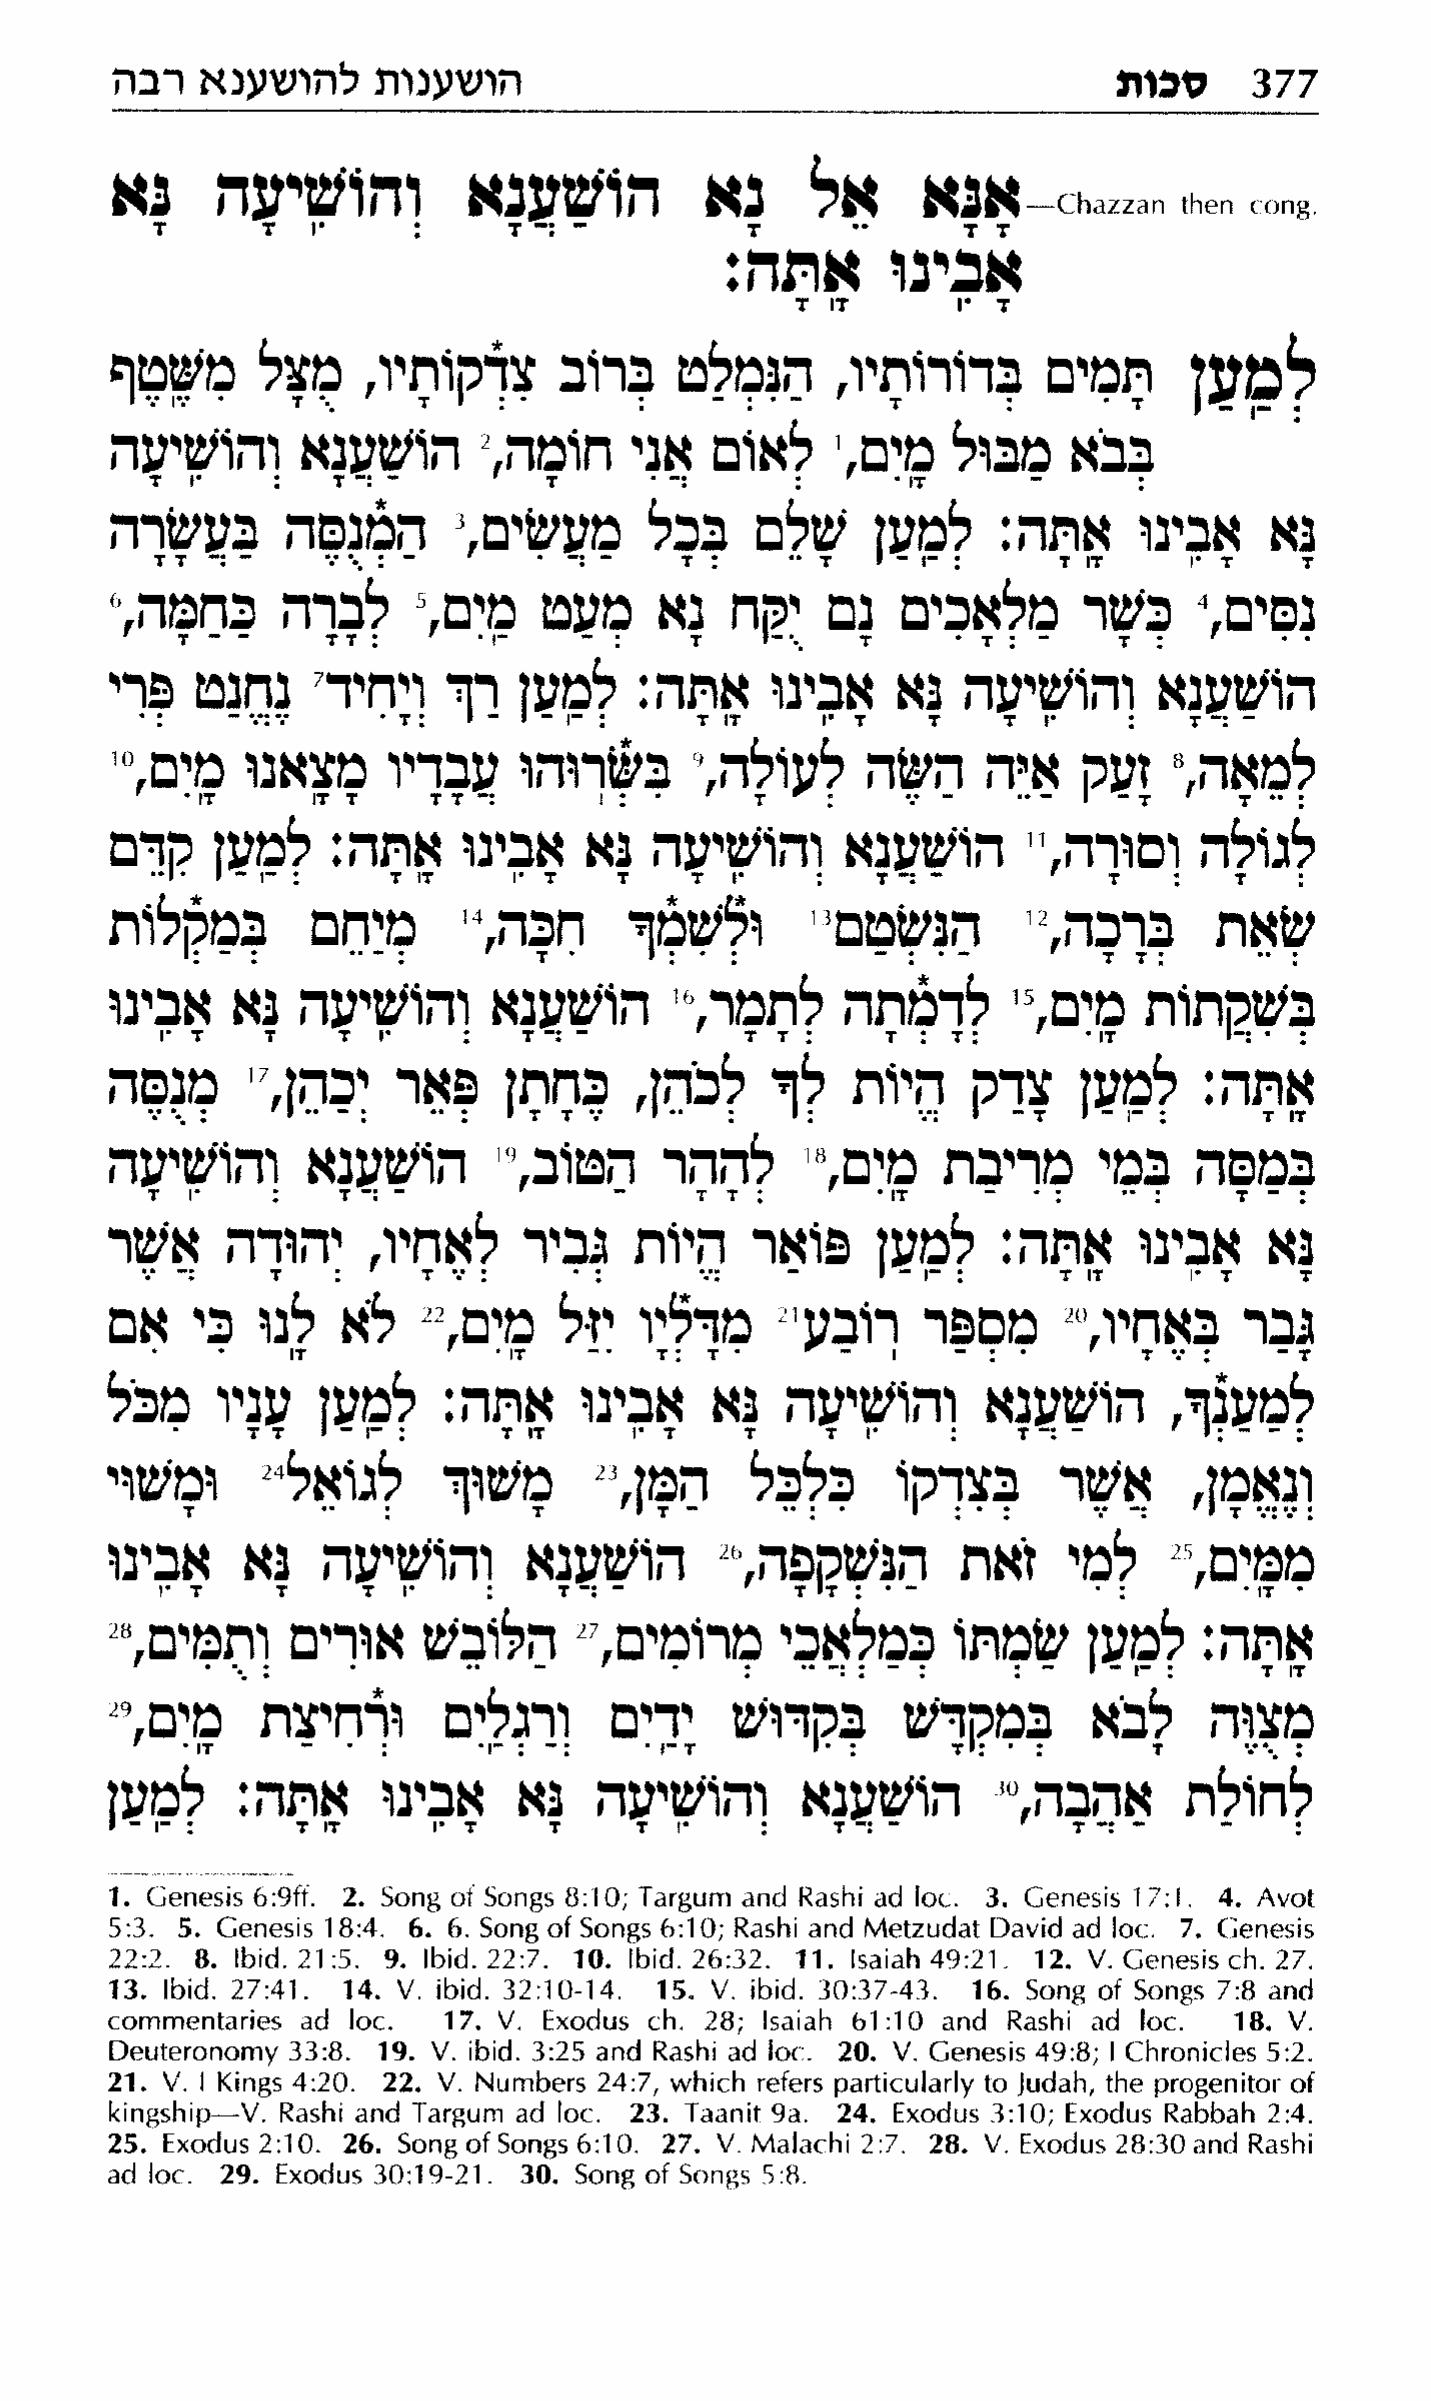 377 סכות הושענות להושענא רבה
Chazzan then cong.—אָנָּא אֵל נָא הוֹשַׁעֲנָא וְהוֹשִֽׁיעָה נָּא
אָבִֽינוּ אָֽתָּה:
לְמַֽעַן תָּמִים בְּדוֹרוֹתָיו, הַנִּמְלַט בְּרוֹב צִדְ*קוֹתָיו, מֻצָּל מִשֶּֽׁטֶף
בְּבֹא מַבּוּל מָֽיִם,1 לְאוֹם אֲנִי חוֹמָה,2 הוֹשַׁעֲנָא וְהוֹשִֽׁיעָה
נָּא אָבִֽינוּ אָֽתָּה: לְמַֽעַן שָׁלֵם בְּכָל מַעֲשִׂים,3 הַמְ*נֻסֶּה בַּעֲשָׂרָה
נִסִּים,4 כְּשָׁר מַלְאָכִים נָם יֻקַּח נָא מְעַט מַֽיִם,5 לְבָרָה כַּחַמָּה,6
הוֹשַׁעֲנָא וְהוֹשִֽׁיעָה נָּא אָבִֽינוּ אָֽתָּה: לְמַֽעַן רַךְ וְיָחִיד7 נֶחֱנַט פְּרִי
לְמֵאָה,8 זָעַק אַיֵּה הַשֶּׂה לְעוֹלָה,9 בִּשְּׂ*רֽוּהוּ עֲבָדָיו מָצָֽאנוּ מָֽיִם,10
לְגוֹלָה וְסוּרָה,11 הוֹשַׁעֲנָא וְהוֹשִֽׁיעָה נָּא אָבִֽינוּ אָֽתָּה: לְמַֽעַן קִדֵּם
שְׂאֵת בְּרָכָה,12 הַנִּשְׂטַם13 וּלְ*שִׁמְ*ךָ חִכָּה,14 מְיַחֵם בְּמַקְ*לוֹת
בְּשִׁקֲתוֹת מָֽיִם,15 לְדָמְ*תָה לְתָמָר,16 הוֹשַׁעֲנָא וְהוֹשִֽׁיעָה נָּא אָבִֽינוּ
אָֽתָּה: לְמַֽעַן צָדַק הֱיוֹת לְךָ לְכֹהֵן, כֶּחָתָן פְּאֵר יְכַהֵן,17 מְנֻסֶּה
בְּמַסָּה בְּמֵי מְרִיבַת מָֽיִם,18 לְהָהָר הַטּוֹב,19 הוֹשַׁעֲנָא וְהוֹשִֽׁיעָה
נָּא אָבִֽינוּ אָֽתָּה: לְמַֽעַן פּוֹאַר הֱיוֹת גְּבִיר לְאֶחָיו, יְהוּדָה אֲשֶׁר
גָּבַר בְּאֶחָיו,20 מִסְפַּר רֽוֹבַע21 מִדָּלְ*יָו יִזַּל מָֽיִם,22 לֹא לָֽנוּ כִּי אִם
לְמַעַנְ*ךָ, הוֹשַׁעֲנָא וְהוֹשִֽׁיעָה נָּא אָבִֽינוּ אָֽתָּה: לְמַֽעַן עָנָיו מִכֹּל
וְנֶאֱמָן, אֲשֶׁר בְּצִדְקוֹ כִּלְכֵּל הַמָּן,23 מָשׁוּךְ לְגוֹאֵל24 וּמָשׁוּי
מִמַּֽיִם,25 לְמִי זֹאת הַנִּשְׁקָפָה,26 הוֹשַׁעֲנָא וְהוֹשִֽׁיעָה נָּא אָבִֽינוּ
אָֽתָּה: לְמַֽעַן שַׂמְתּוֹ כְּמַלְאֲכֵי מְרוֹמִים,27 הַלּוֹבֵשׁ אוּרִים וְתֻמִּים,28
מְצֻוֶּה לָבֹא בְּמִקְדָּשׁ בְּקִדּוּשׁ יָדַֽיִם וְרַגְלַֽיִם וּרְ*חִיצַת מָֽיִם,29
לְחוֹלַת אַהֲבָה,30 הוֹשַׁעֲנָא וְהוֹשִֽׁיעָה נָּא אָבִֽינוּ אָֽתָּה: לְמַֽעַן
1. Genesis 6:9ff. 2. Song of Songs 8:10; Targum and Rashi ad loc. 3. Genesis 17:1. 4. Avot
5:3. 5. Genesis 18:4. 6. 6. Song of Songs 6:10; Rashi and Metzudat David ad loc. 7. Genesis
22:2. 8. Ibid. 21:5. 9. Ibid. 22:7. 10. Ibid. 26:32. 11. Isaiah 49:21. 12. V. Genesis ch. 27.
13. Ibid. 27:41. 14. V. ibid. 32:10-14. 15. V. ibid. 30:37-43. 16. Song of Songs 7:8 and
commentaries ad loc. 17. V. Exodus ch. 28; Isaiah 61:10 and Rashi ad loc. 18. V.
Deuteronomy 33:8. 19. V. ibid. 3:25 and Rashi ad loc. 20. V. Genesis 49:8; I Chronicles 5:2.
21. V. I Kings 4:20. 22. V. Numbers 24:7, which refers particularly to Judah, the progenitor of
kingship—V. Rashi and Targum ad loc. 23. Taanit 9a. 24. Exodus 3:10; Exodus Rabbah 2:4.
25. Exodus 2:10. 26. Song of Songs 6:10. 27. V. Malachi 2:7. 28. V. Exodus 28:30 and Rashi
ad loc. 29. Exodus 30:19-21. 30. Song of Songs 5:8.